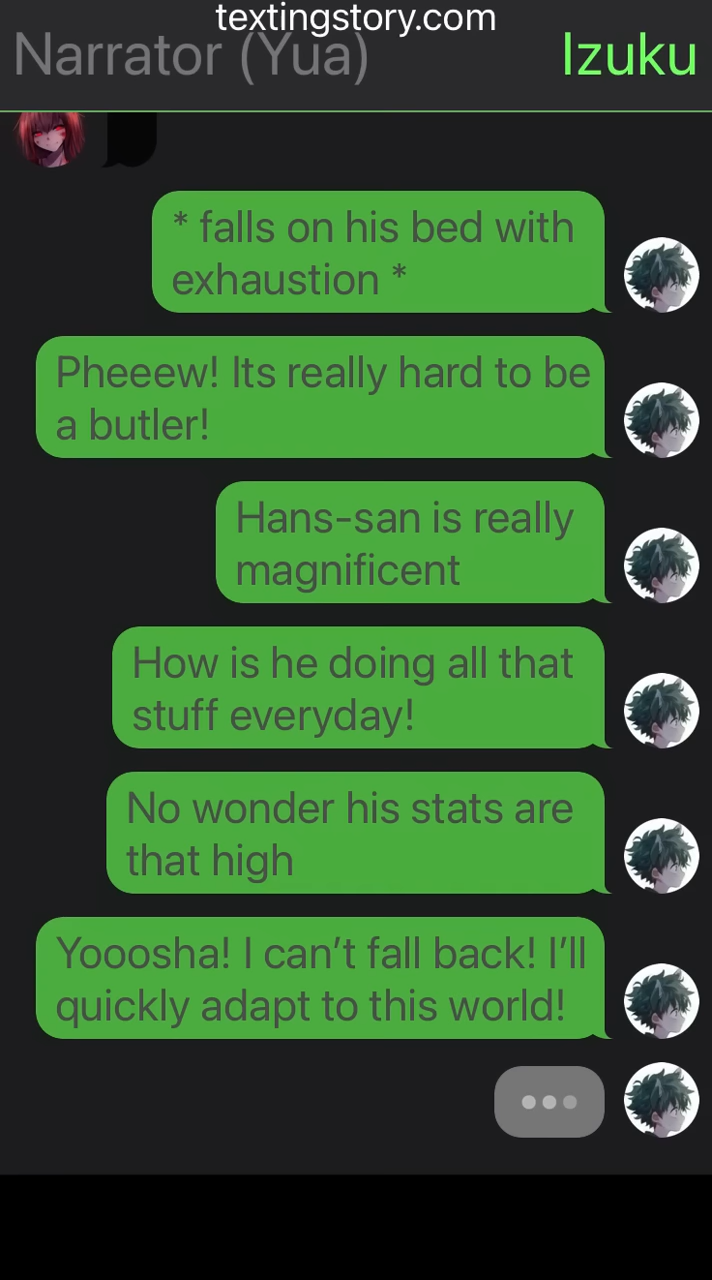 textingstory.com
Narrator (Yua)
Izuku
* falls on his bed with
exhaustion *
Pheeew! Its really hard to be
a butler!
Hans-san is really
magnificent
How is he doing all that
stuff everyday!
No wonder his stats are
that high
Yooosha! I can’t fall back! I’ll
quickly adapt to this world!